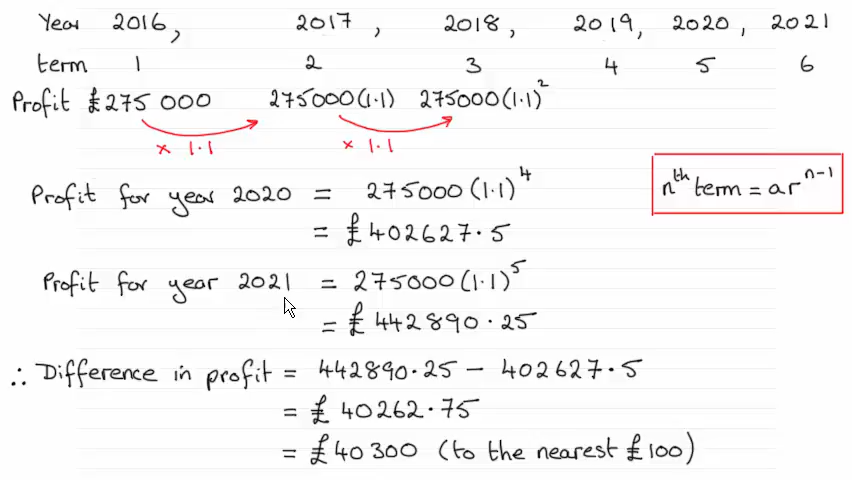 Year 2016, 2017, 2018, 2019, 2020, 2021
term 1 2 3 4 5 6
Profit £275 000 275000(1·1) 275000(1·1)²
× 1·1 × 1·1
Profit for year 2020 = 275000(1·1)⁴
nᵗʰ term = arⁿ⁻¹
= £402627·5
Profit for year 2021 = 275000(1·1)⁵
= £442890·25
∴ Difference in profit = 442890·25 − 402627·5
= £40262·75
= £40300 (to the nearest £100)